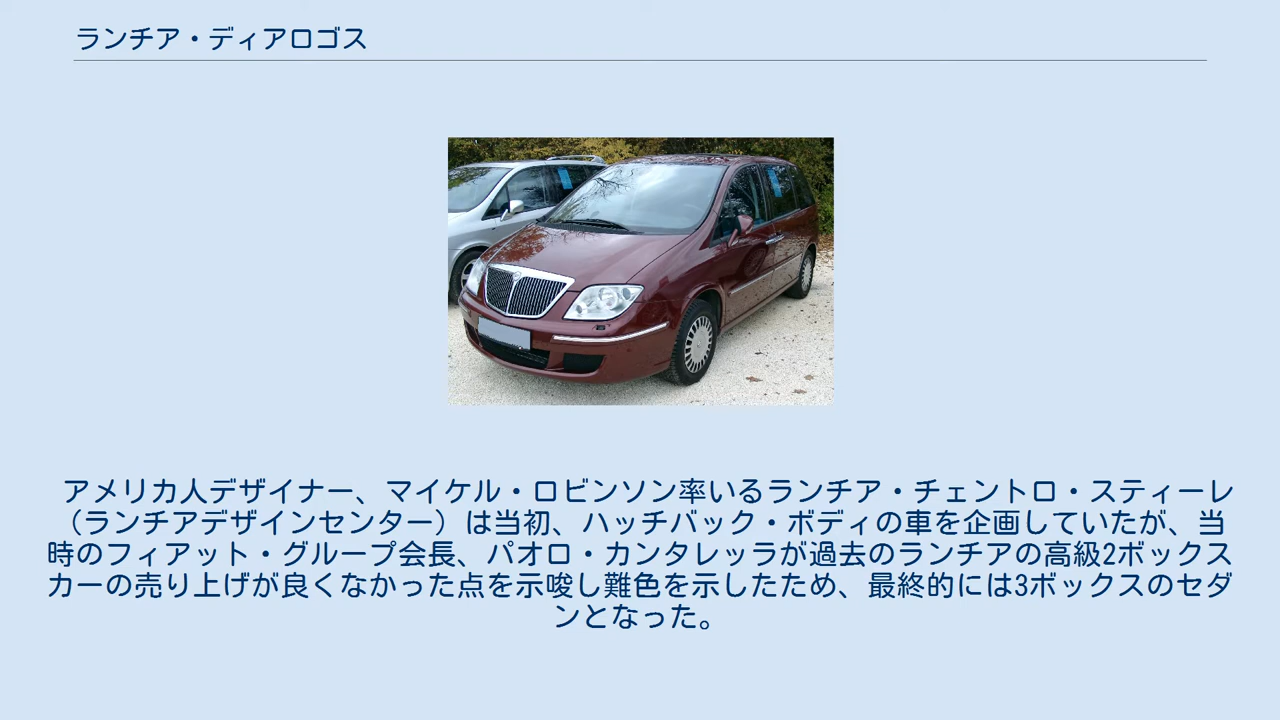 ランチア・ディアロゴス
アメリカ人デザイナー、マイケル・ロビンソン率いるランチア・チェントロ・スティーレ
（ランチアデザインセンター）は当初、ハッチバック・ボディの車を企画していたが、当
時のフィアット・グループ会長、パオロ・カンタレッラが過去のランチアの高級2ボックス
カーの売り上げが良くなかった点を示唆し難色を示したため、最終的には3ボックスのセダ
ンとなった。